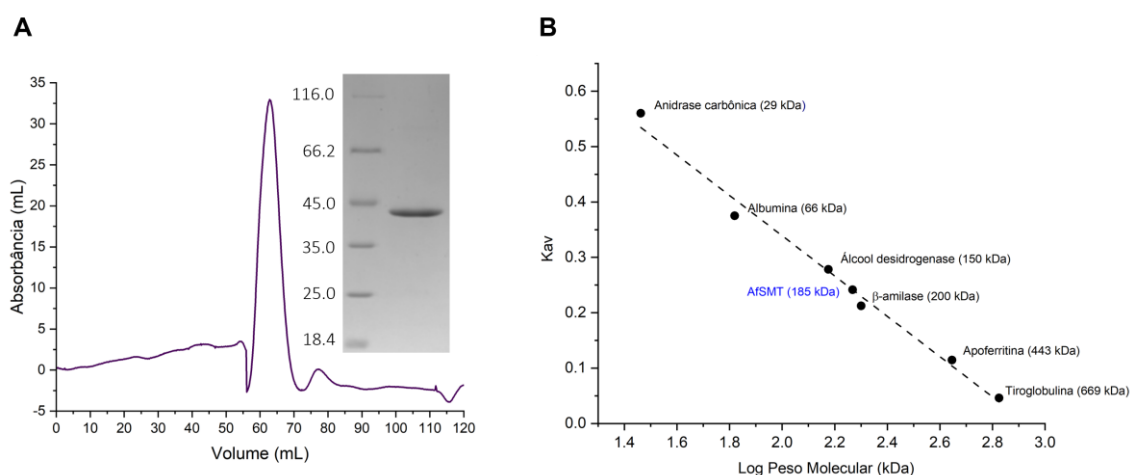 A
B
35
30
25
20
15
10
5
0
-5
Absorbância (mL)
116.0
66.2
45.0
35.0
25.0
18.4
0 10 20 30 40 50 60 70 80 90 100 110 120
Volume (mL)
0.6
0.5
0.4
0.3
0.2
0.1
0.0
Kav
Anidrase carbônica (29 kDa)
Albumina (66 kDa)
Álcool desidrogenase (150 kDa)
AfSMT (185 kDa)
β-amilase (200 kDa)
Apoferritina (443 kDa)
Tiroglobulina (669 kDa)
1.4 1.6 1.8 2.0 2.2 2.4 2.6 2.8 3.0
Log Peso Molecular (kDa)